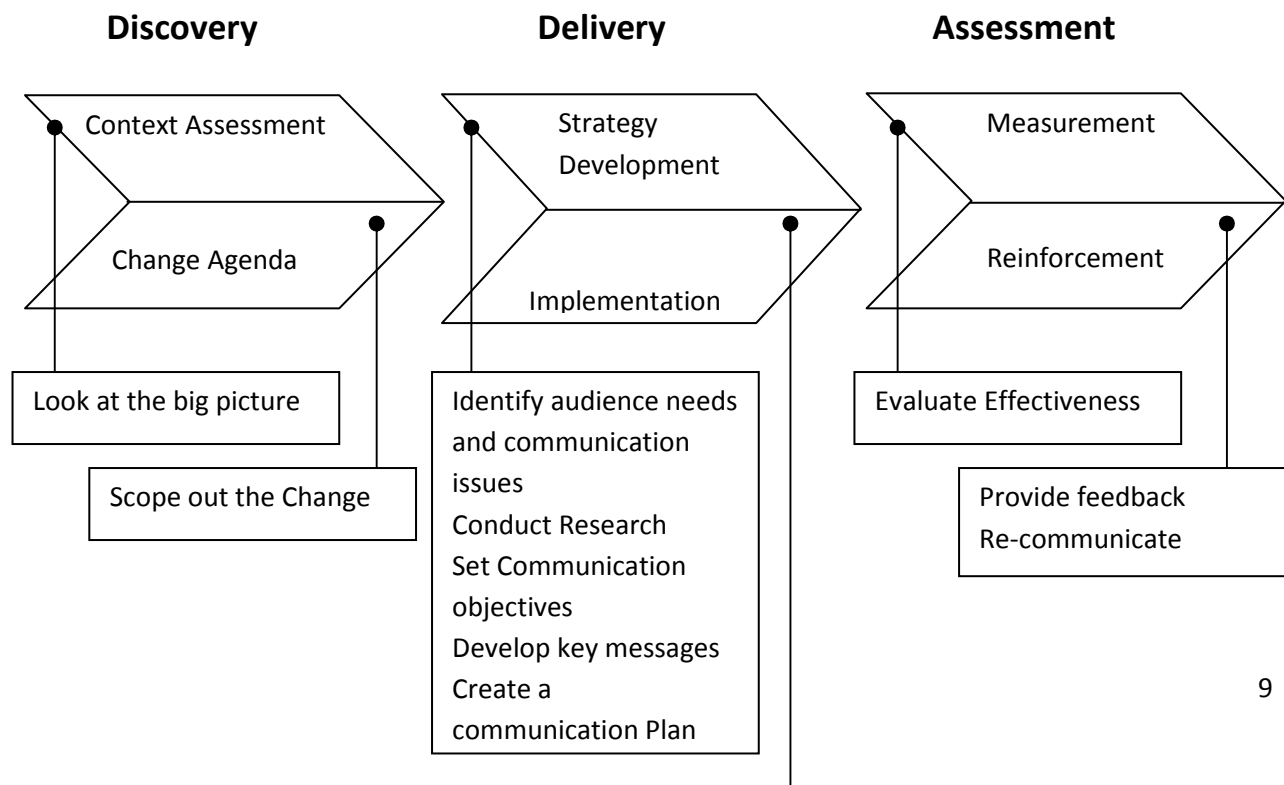 Discovery
Delivery
Assessment
Context Assessment
Change Agenda
Strategy
Development
Implementation
Measurement
Reinforcement
Look at the big picture
Scope out the Change
Identify audience needs
and communication
issues
Conduct Research
Set Communication
objectives
Develop key messages
Create a
communication Plan
Evaluate Effectiveness
Provide feedback
Re-communicate
9